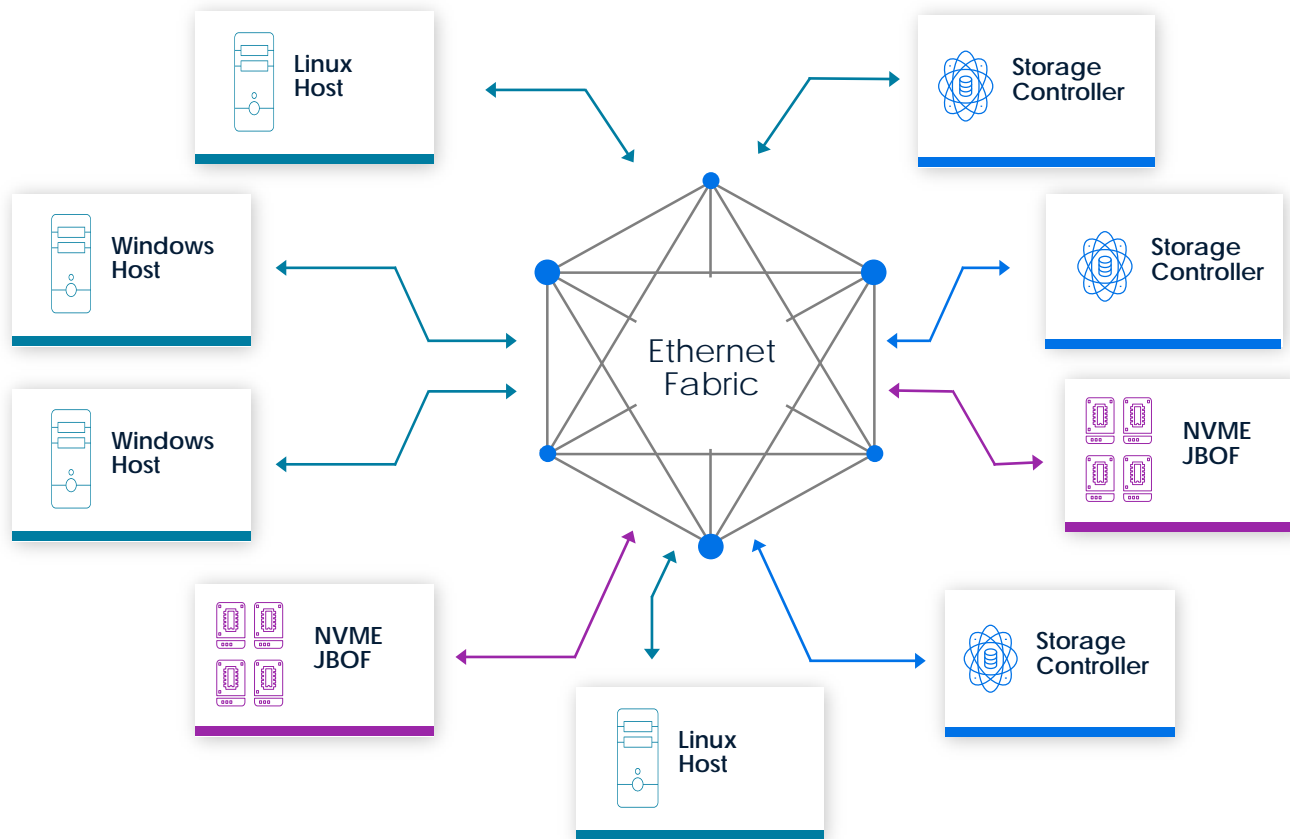 Linux
Host
Storage
Controller
Windows
Host
Storage
Controller
Ethernet
Fabric
Windows
Host
NVME
JBOF
NVME
JBOF
Storage
Controller
Linux
Host